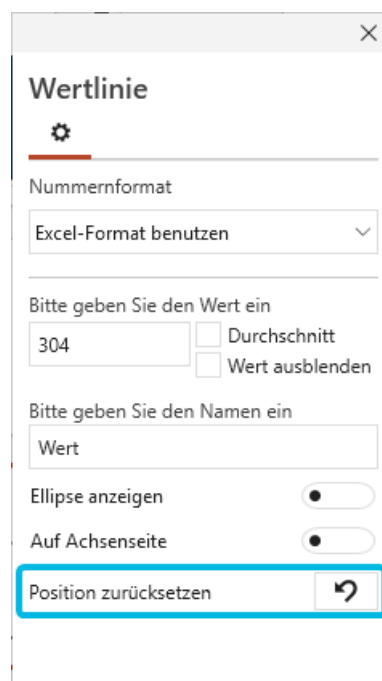 Wertlinie
Nummernformat
Excel-Format benutzen
Bitte geben Sie den Wert ein
304
Durchschnitt
Wert ausblenden
Bitte geben Sie den Namen ein
Wert
Ellipse anzeigen
Auf Achsenseite
Position zurücksetzen